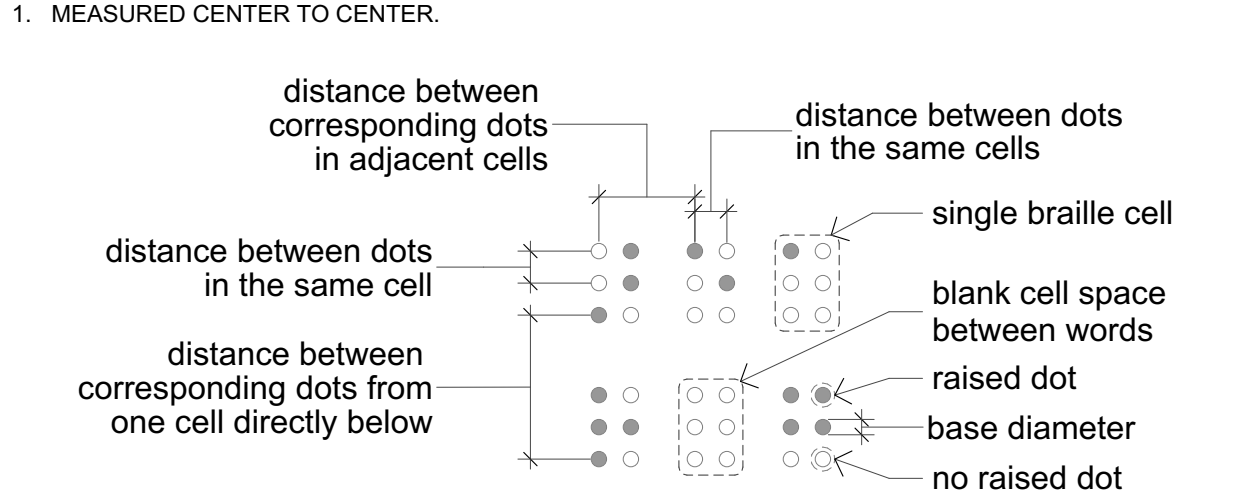 1. MEASURED CENTER TO CENTER.
distance between
corresponding dots
in adjacent cells
distance between dots
in the same cells
single braille cell
distance between dots
in the same cell
blank cell space
between words
distance between
corresponding dots from
one cell directly below
raised dot
base diameter
no raised dot